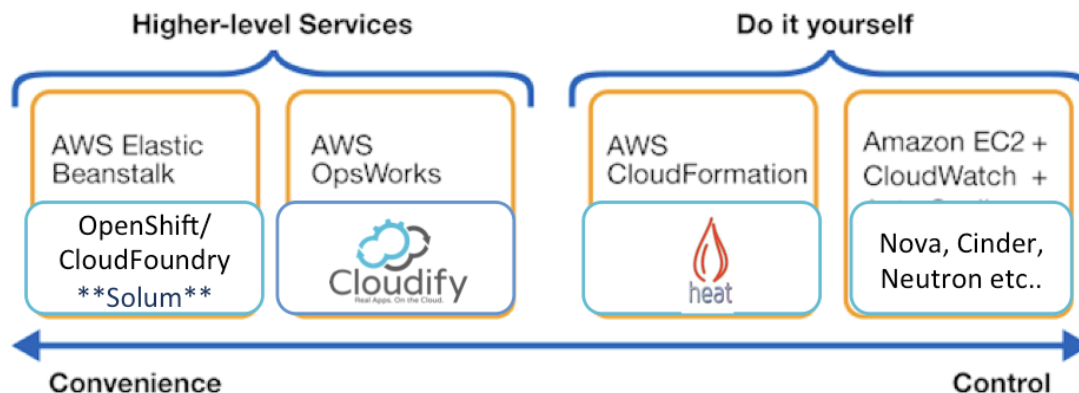 Higher-level Services
Do it yourself
AWS Elastic
Beanstalk
OpenShift/
CloudFoundry
**Solum**
AWS
OpsWorks
Cloudify
Real Apps. On the Cloud.
AWS
CloudFormation
heat
Amazon EC2 +
CloudWatch +
Nova, Cinder,
Neutron etc..
Convenience
Control